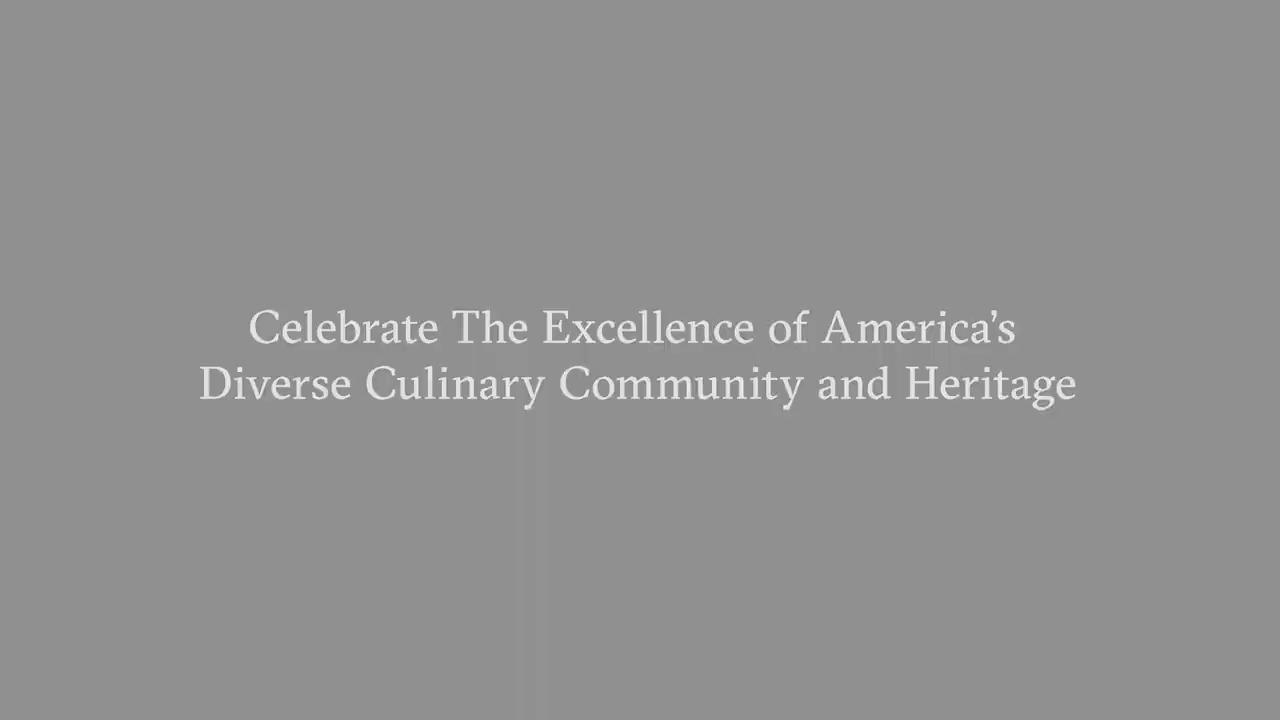 Celebrate The Excellence of America’s
Diverse Culinary Community and Heritage